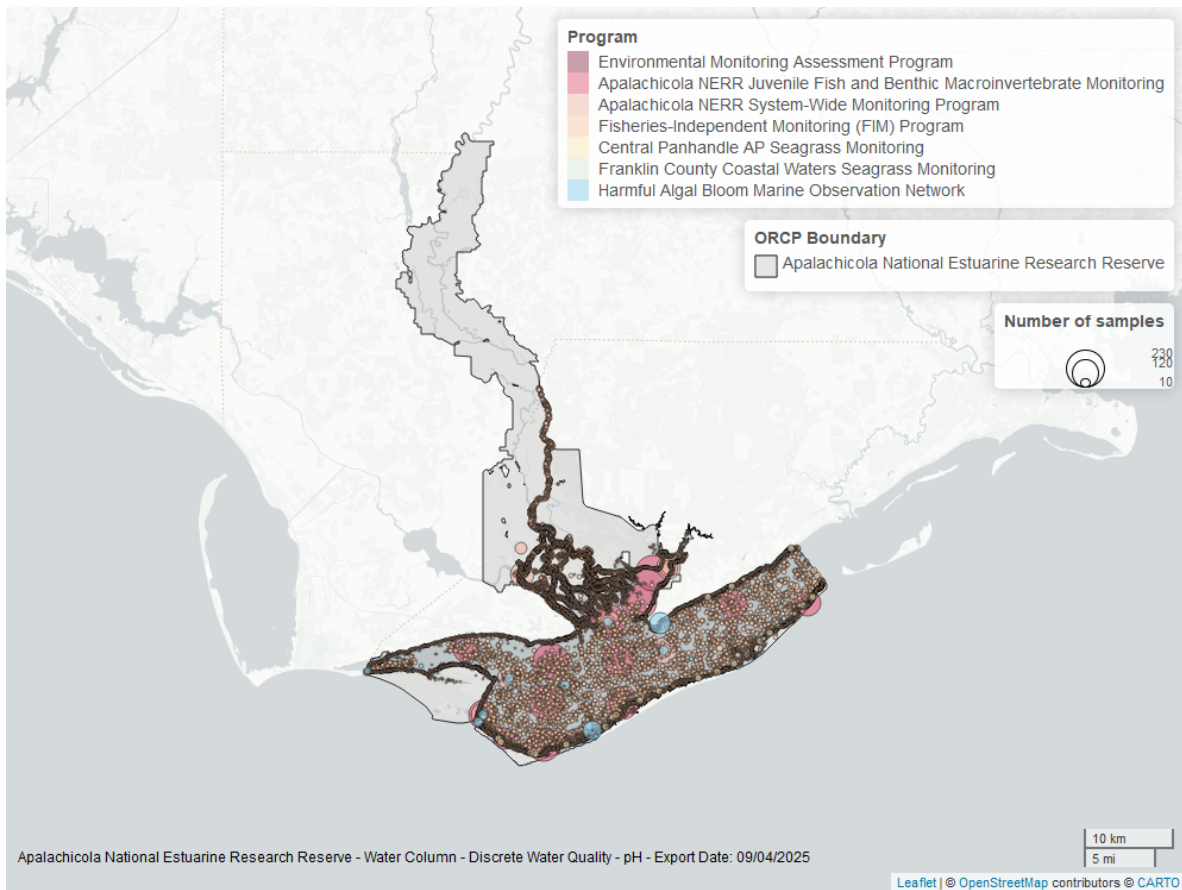 Program
Environmental Monitoring Assessment Program
Apalachicola NERR Juvenile Fish and Benthic Macroinvertebrate Monitoring
Apalachicola NERR System-Wide Monitoring Program
Fisheries-Independent Monitoring (FIM) Program
Central Panhandle AP Seagrass Monitoring
Franklin County Coastal Waters Seagrass Monitoring
Harmful Algal Bloom Marine Observation Network
ORCP Boundary
Apalachicola National Estuarine Research Reserve
Number of samples
230
120
10
10 km
5 mi
Apalachicola National Estuarine Research Reserve - Water Column - Discrete Water Quality - pH - Export Date: 09/04/2025
Leaflet | © OpenStreetMap contributors © CARTO